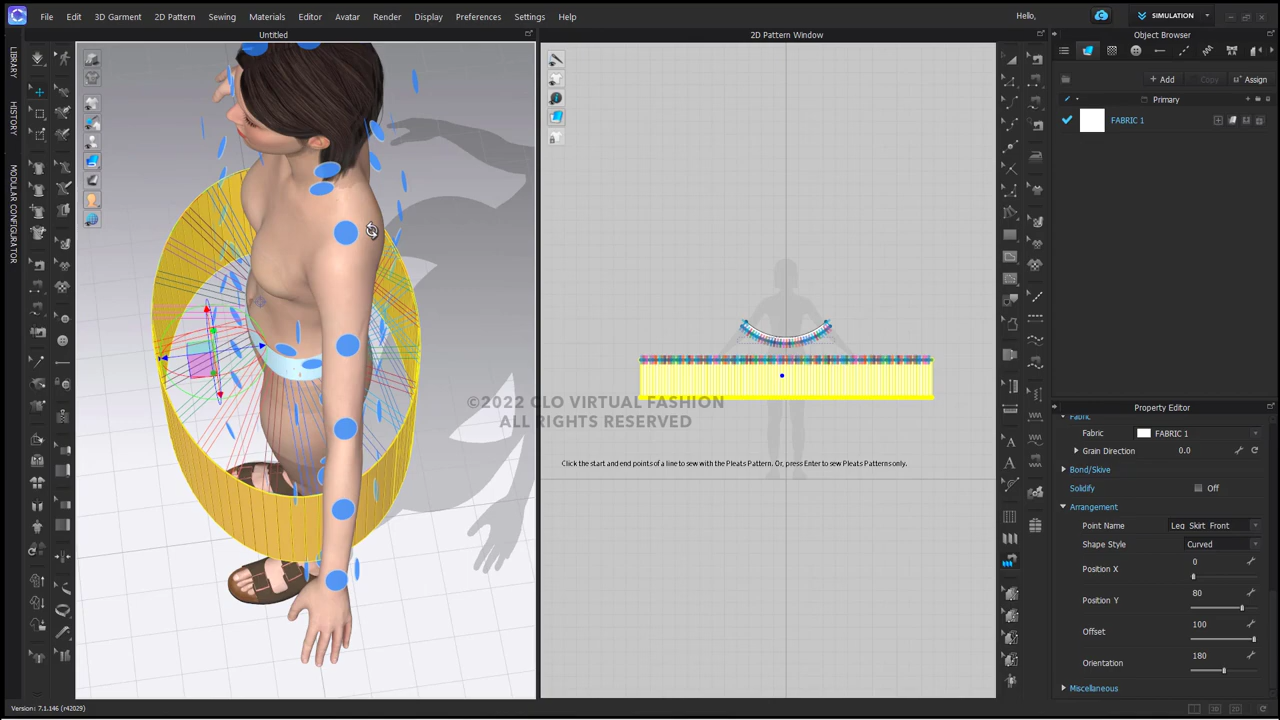 File Edit 3D Garment 2D Pattern Sewing Materials Editor Avatar Render Display Preferences Settings Help
Hello,
SIMULATION
Untitled
2D Pattern Window
Object Browser
LIBRARY
HISTORY
MODULAR CONFIGURATOR
Add
Copy
Assign
Primary
FABRIC 1
©2022 CLO VIRTUAL FASHION
ALL RIGHTS RESERVED
Click the start and end points of a line to sew with the Pleats Pattern. Or, press Enter to sew Pleats Patterns only.
Property Editor
Fabric
Fabric FABRIC 1
Grain Direction 0.0
Bond/Skive
Solidify Off
Arrangement
Point Name Leg_Skirt_Front
Shape Style Curved
Position X 0
Position Y 80
Offset 100
Orientation 180
Miscellaneous
Version: 7.1.146 (r42029)
3D
2D